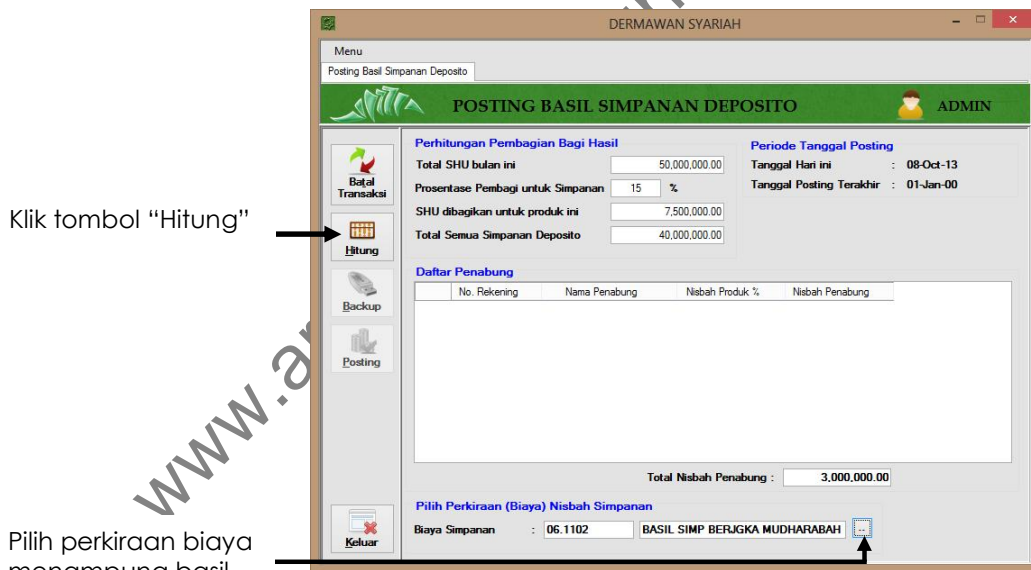 DERMAWAN SYARIAH
Menu
Posting Basil Simpanan Deposito
POSTING BASIL SIMPANAN DEPOSITO
ADMIN
Batal Transaksi
Hitung
Backup
Posting
Keluar
Perhitungan Pembagian Bagi Hasil
Total SHU bulan ini 50,000,000.00
Prosentase Pembagi untuk Simpanan 15 %
SHU dibagikan untuk produk ini 7,500,000.00
Total Semua Simpanan Deposito 40,000,000.00
Periode Tanggal Posting
Tanggal Hari ini : 08-Oct-13
Tanggal Posting Terakhir : 01-Jan-00
Daftar Penabung
No. Rekening Nama Penabung Nisbah Produk % Nisbah Penabung
Total Nisbah Penabung : 3,000,000.00
Pilih Perkiraan (Biaya) Nisbah Simpanan
Biaya Simpanan : 06.1102 BASIL SIMP BERJGKA MUDHARABAH ...
Klik tombol “Hitung”
Pilih perkiraan biaya
menampung basil
www.a